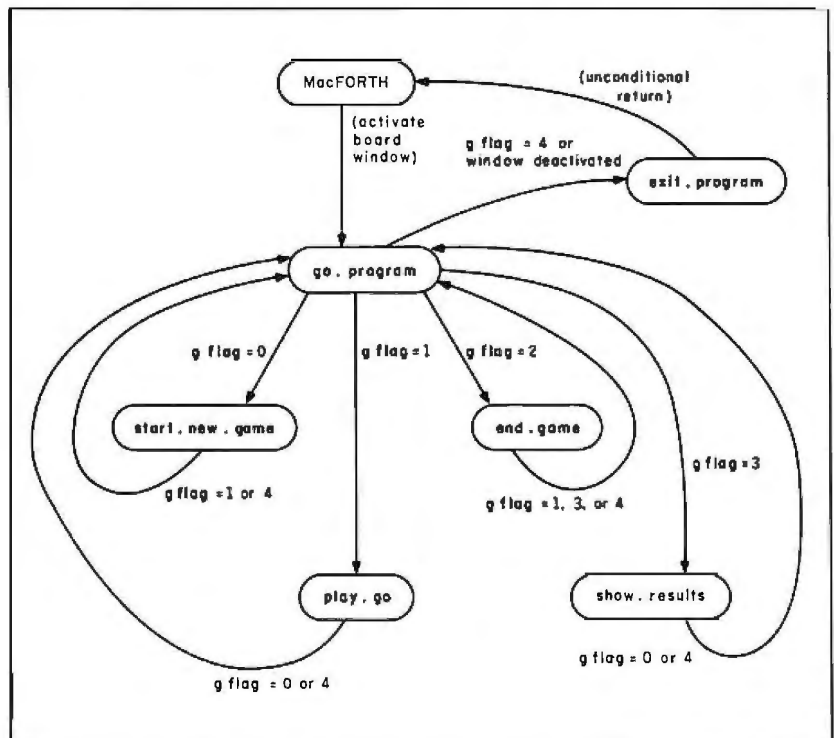 MacFORTH
(unconditional
return)
(activate
board
window)
g flag = 4 or
window deactivated
exit.program
go.program
g flag=0
g flag=1
g flag=2
start.new.game
end.game
g flag=3
g flag=1 or 4
g flag=1, 3, or 4
play.go
show.results
g flag=0 or 4
g flag =0 or 4